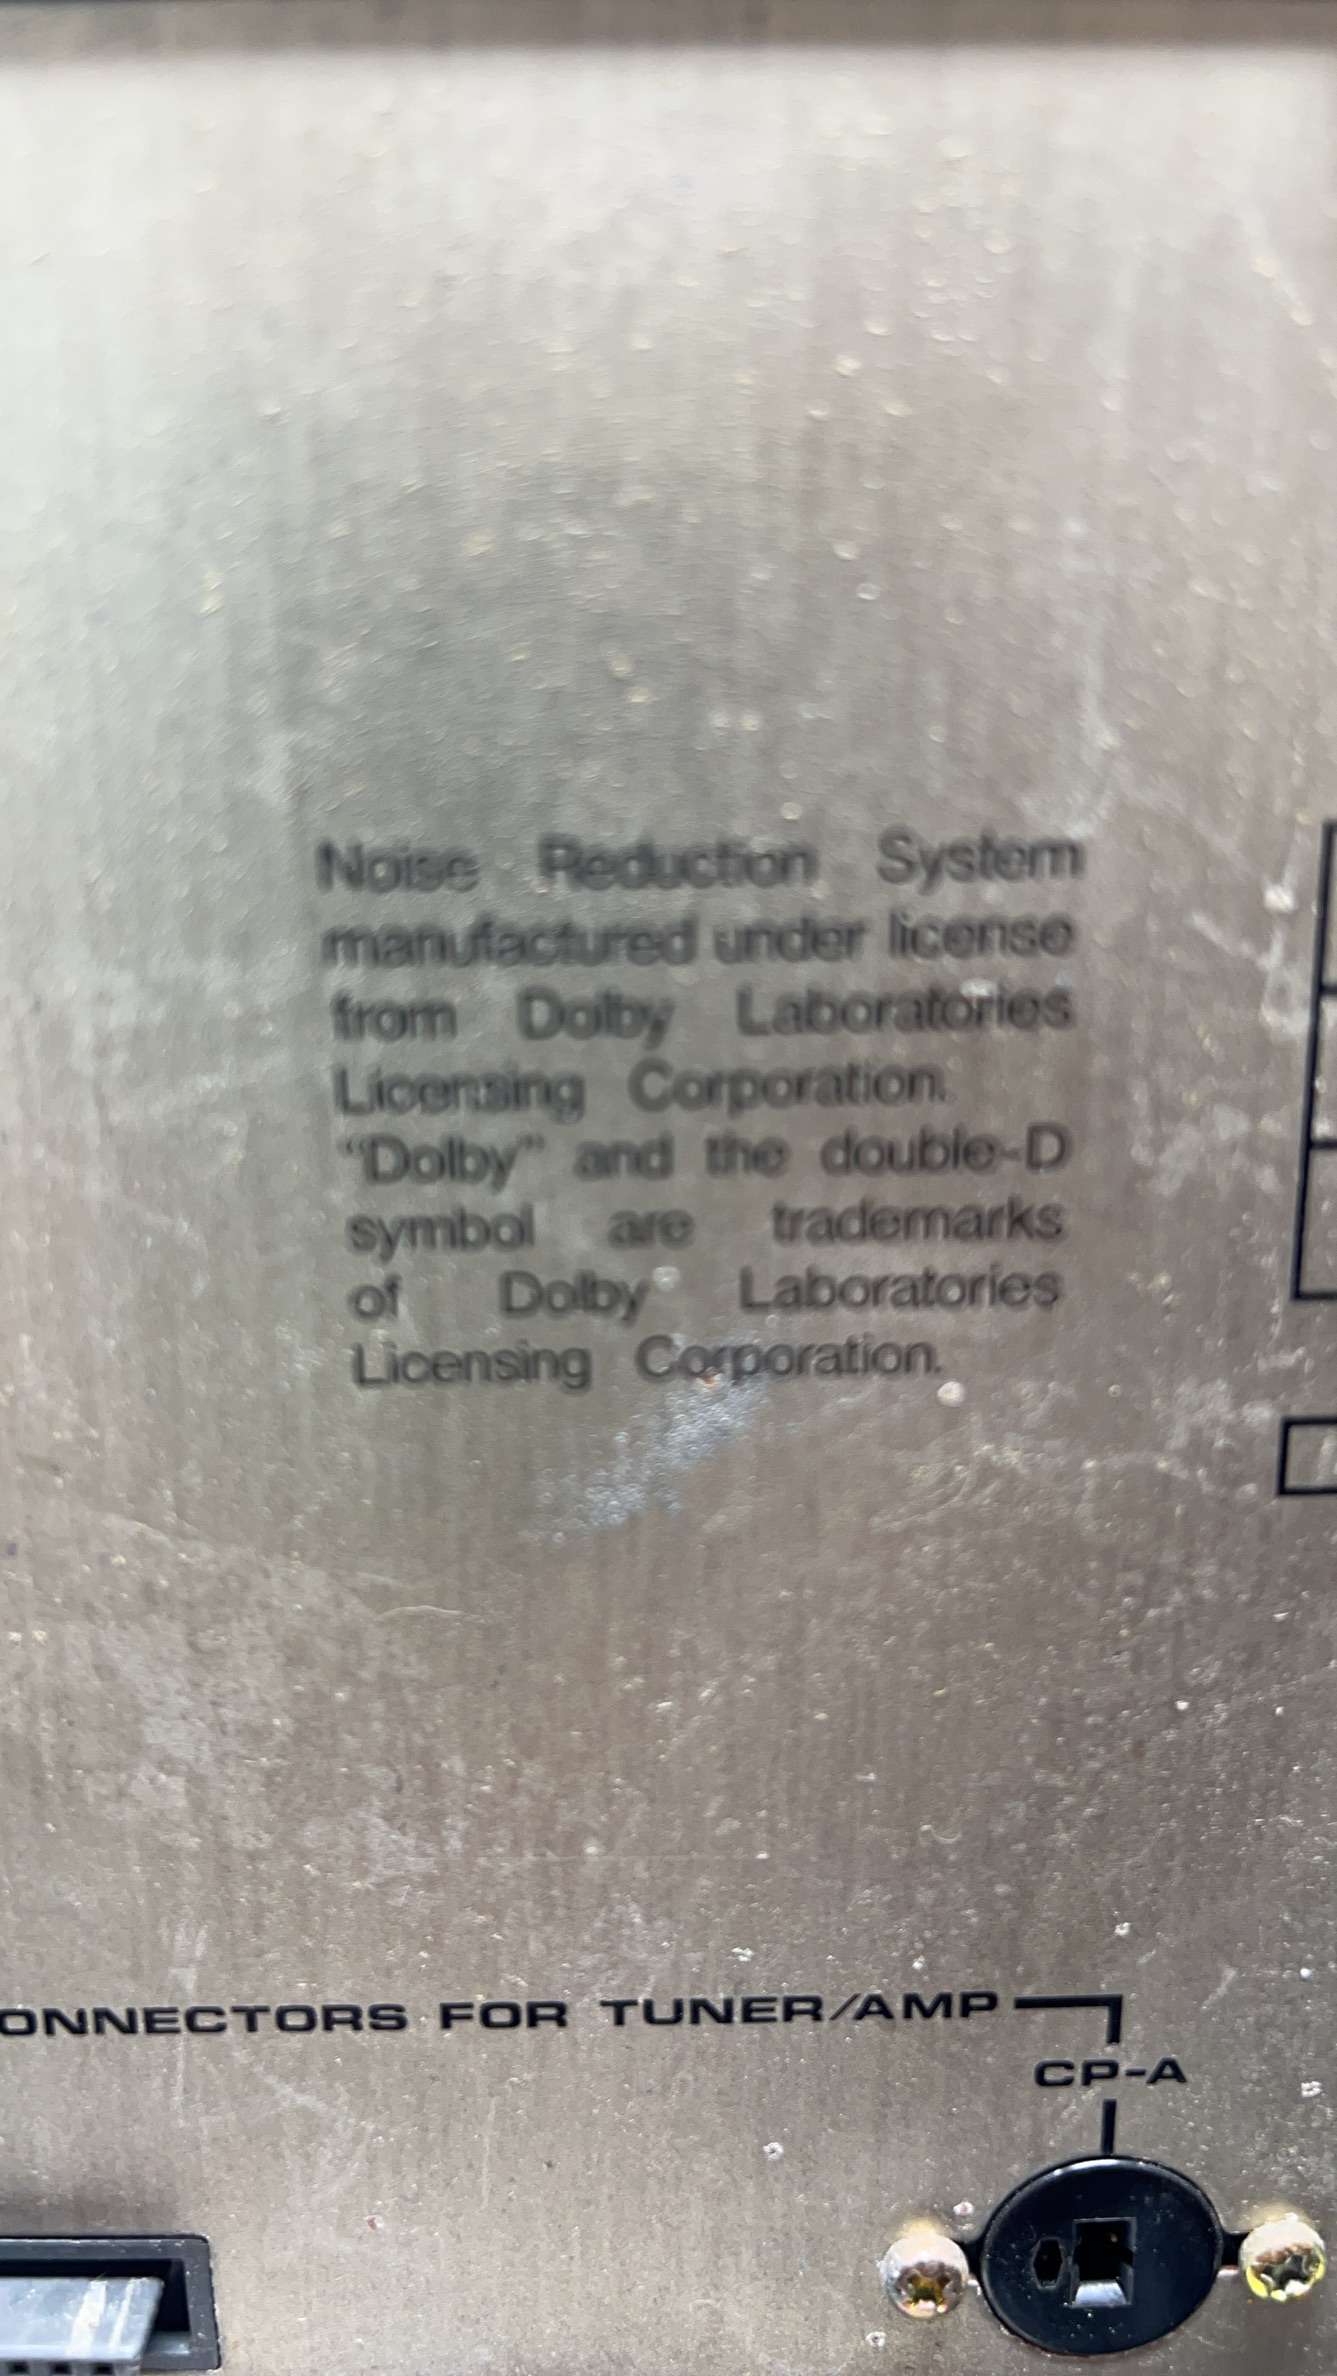 Noise Reduction System
manufactured under license
from Dolby Laboratories
Licensing Corporation.
“Dolby” and the double-D
symbol are trademarks
of Dolby Laboratories
Licensing Corporation.
ONNECTORS FOR TUNER/AMP
CP-A